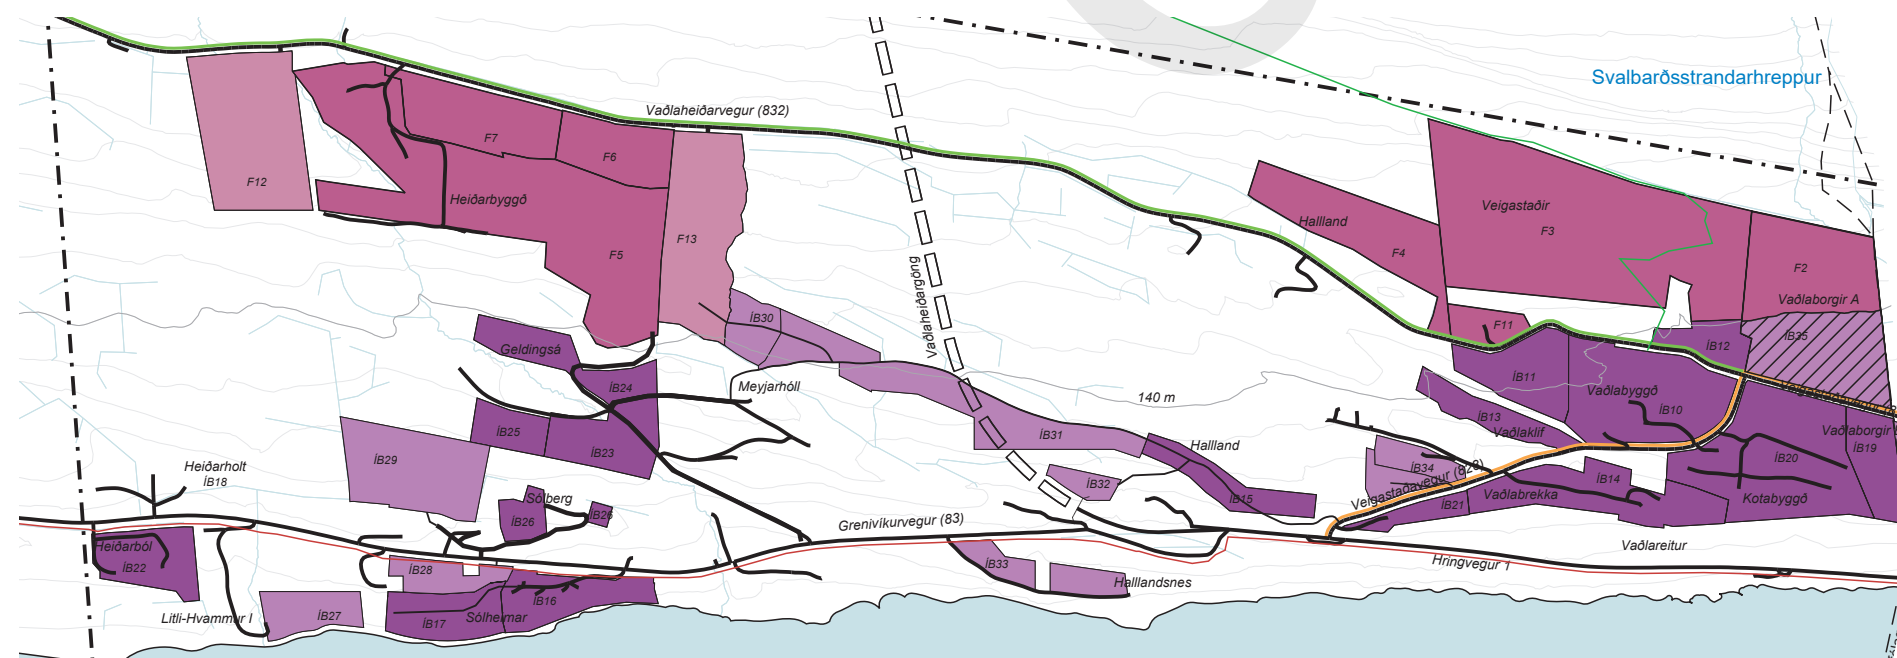 Svalbarðsstrandarhreppur
Vaðlaheiðarvegur (832)
F7
F6
F12
Heiðarbyggð
F13
F5
Hallland
Veigastaðir
F3
F4
F2
Vaðlaborgir A
F11
ÍB35
ÍB12
Vaðlaheiðargöng
ÍB30
Geldingsá
ÍB24
Meyjarhóll
140 m
ÍB11
Vaðlabyggð
ÍB10
ÍB13
Vaðlaklif
ÍB19
ÍB25
ÍB23
ÍB31
Hallland
ÍB20
ÍB29
ÍB34
Veigastaðavegur (828)
Heiðarholt
ÍB18
ÍB32
ÍB15
ÍB14
Vaðlabrekka
Kotabyggð
ÍB21
Sólberg
ÍB26
ÍB26
Grenivíkurvegur (83)
Heiðarból
ÍB22
Vaðlareitur
Hringvegur 1
ÍB28
ÍB33
Halllandsnes
ÍB16
Litli-Hvammur I
ÍB27
ÍB17
Sólheimar